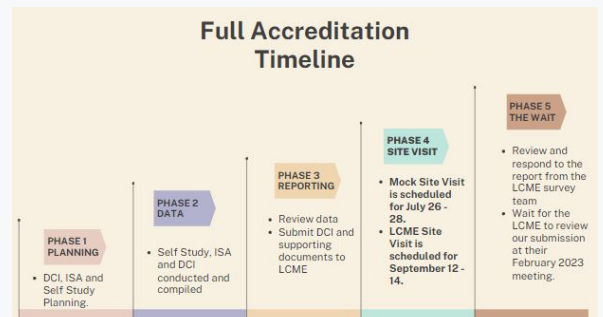 Full Accreditation
Timeline
PHASE 1
PLANNING
• DCI, ISA and
Self Study
Planning.
PHASE 2
DATA
• Self Study, ISA
and DCI
conducted and
compiled
PHASE 3
REPORTING
• Review data
• Submit DCI and
supporting
documents to
LCME
PHASE 4
SITE VISIT
• Mock Site Visit
is scheduled
for July 26 -
28.
• LCME Site
Visit is
scheduled for
September 12 -
14.
PHASE 5
THE WAIT
• Review and
respond to the
report from the
LCME survey
team
• Wait for the
LCME to review
our submission
at their
February 2023
meeting.